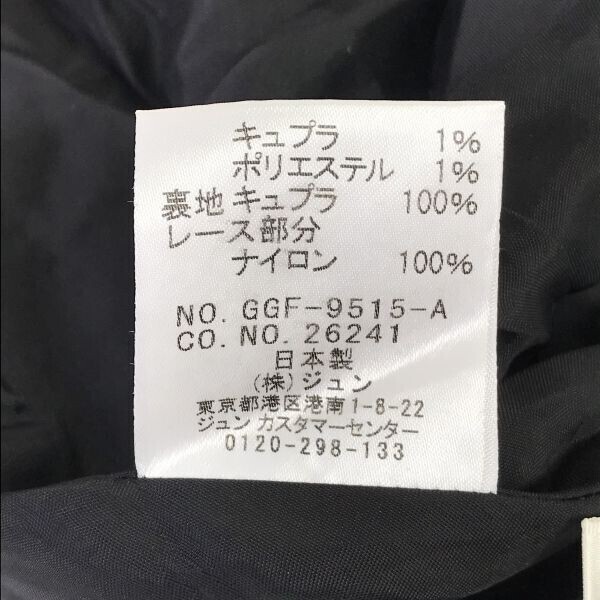 キュプラ 1%
ポリエステル 1%
裏地 キュプラ 100%
レース部分
ナイロン 100%
NO. GGF-9515-A
CO. NO. 26241
日本製
(株)ジュン
東京都港区港南1-8-22
ジュン カスタマーセンター
0120-298-133